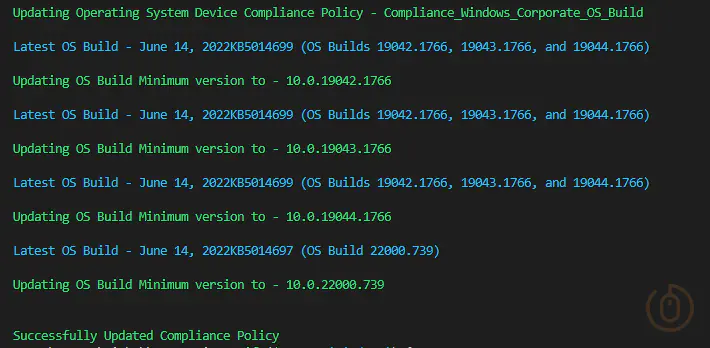 Updating Operating System Device Compliance Policy - Compliance_Windows_Corporate_OS_Build
Latest OS Build - June 14, 2022KB5014699 (OS Builds 19042.1766, 19043.1766, and 19044.1766)
Updating OS Build Minimum version to - 10.0.19042.1766
Latest OS Build - June 14, 2022KB5014699 (OS Builds 19042.1766, 19043.1766, and 19044.1766)
Updating OS Build Minimum version to - 10.0.19043.1766
Latest OS Build - June 14, 2022KB5014699 (OS Builds 19042.1766, 19043.1766, and 19044.1766)
Updating OS Build Minimum version to - 10.0.19044.1766
Latest OS Build - June 14, 2022KB5014697 (OS Build 22000.739)
Updating OS Build Minimum version to - 10.0.22000.739
Successfully Updated Compliance Policy